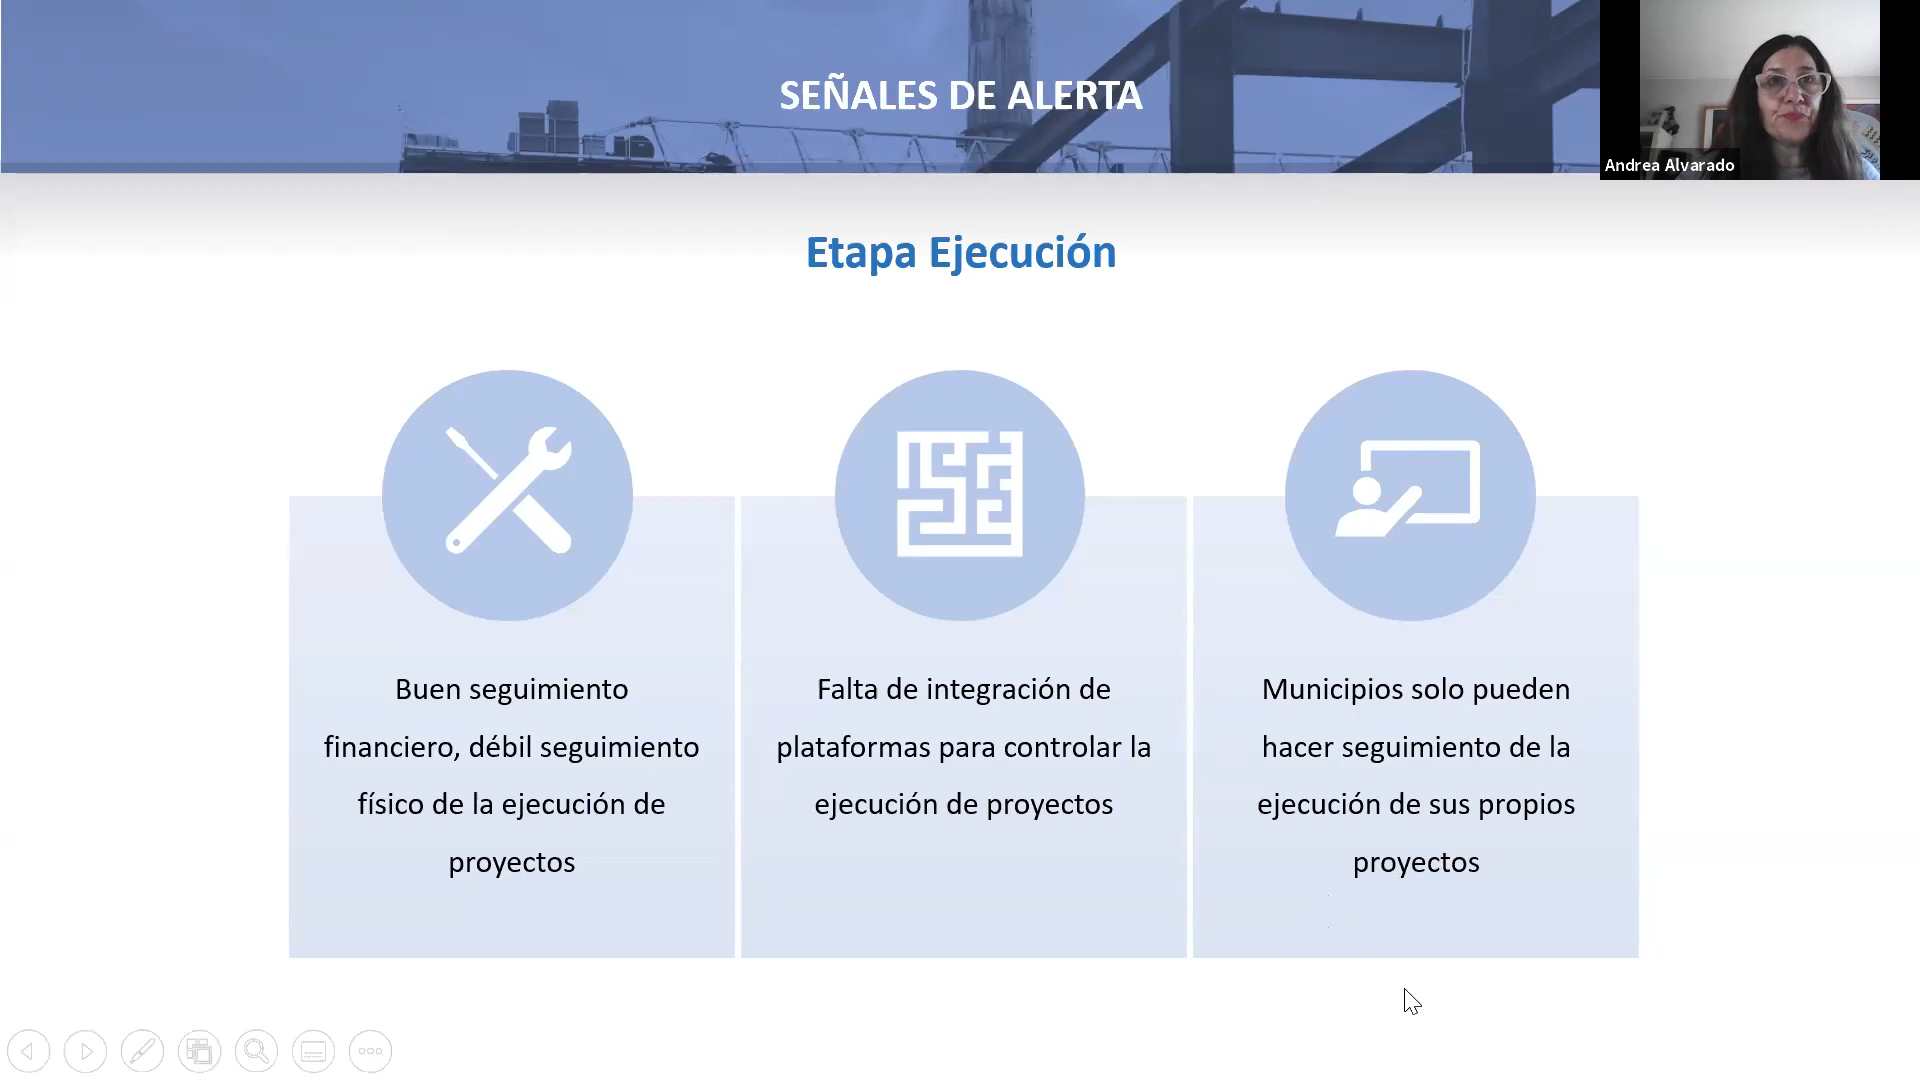 SEÑALES DE ALERTA
Andrea Alvarado
Etapa Ejecución
Buen seguimiento
financiero, débil seguimiento
físico de la ejecución de
proyectos
Falta de integración de
plataformas para controlar la
ejecución de proyectos
Municipios solo pueden
hacer seguimiento de la
ejecución de sus propios
proyectos